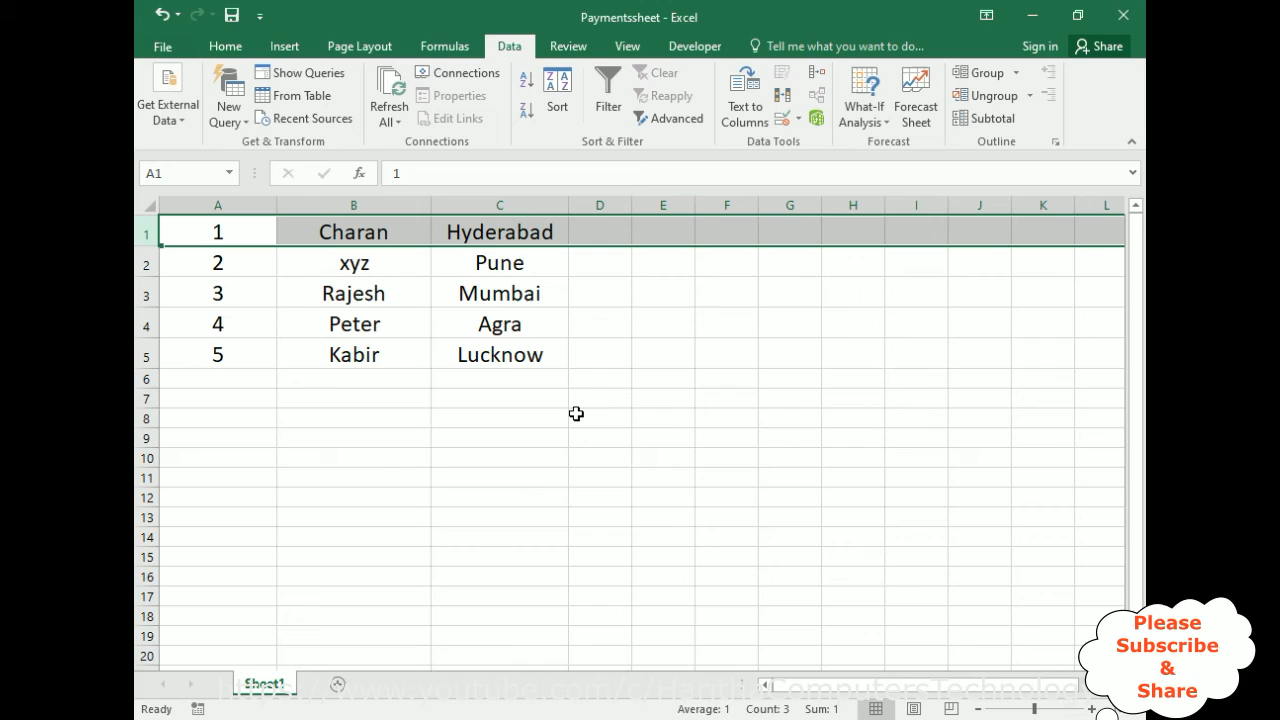 Paymentssheet - Excel
File Home Insert Page Layout Formulas Data Review View Developer Tell me what you want to do... Sign in Share
Get External Data
New Query
Show Queries
From Table
Recent Sources
Get & Transform
Refresh All
Connections
Properties
Edit Links
Connections
Sort
Filter
Clear
Reapply
Advanced
Sort & Filter
Text to Columns
Data Tools
What-If Analysis
Forecast Sheet
Forecast
Group
Ungroup
Subtotal
Outline
A1 fx 1
A B C D E F G H I J K L
1 1 Charan Hyderabad
2 2 xyz Pune
3 3 Rajesh Mumbai
4 4 Peter Agra
5 5 Kabir Lucknow
6
7
8
9
10
11
12
13
14
15
16
17
18
19
20
Please
Subscribe
&
Share
Sheet1
Ready Average: 1 Count: 3 Sum: 1